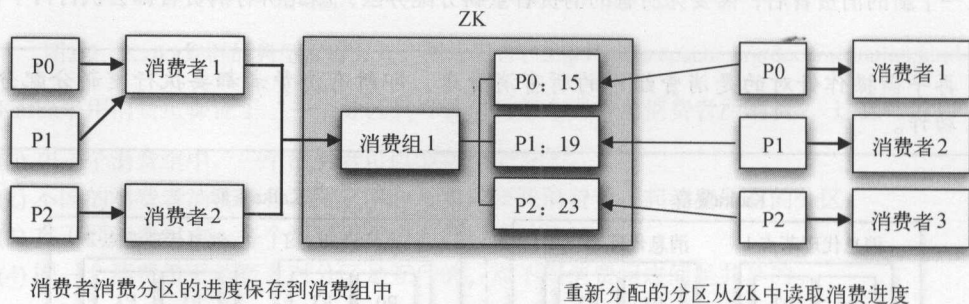 ZK
P0
消费者1
P0：15
P0
消费者1
P1
消费组1
P1：19
P1
消费者2
P2
消费者2
P2：23
P2
消费者3
消费者消费分区的进度保存到消费组中
重新分配的分区从ZK中读取消费进度